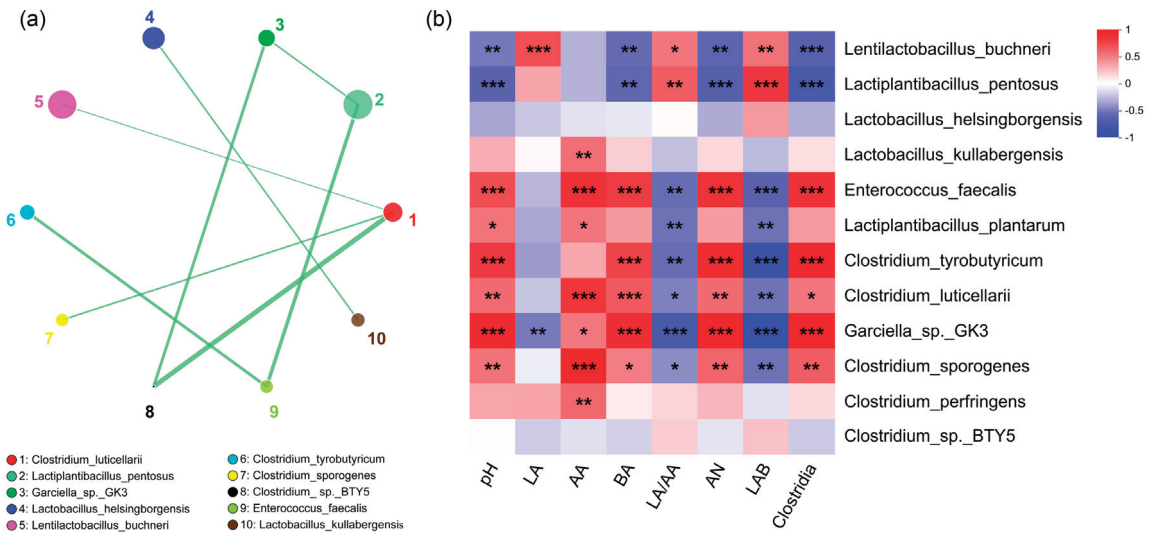 (a)
(b)
4
3
5
2
6
1
7
10
8
9
1: Clostridium_luticellarii
2: Lactiplantibacillus_pentosus
3: Garciella_sp._GK3
4: Lactobacillus_helsingborgensis
5: Lentilactobacillus_buchneri
6: Clostridium_tyrobutyricum
7: Clostridium_sporogenes
8: Clostridium_ sp._BTY5
9: Enterococcus_faecalis
10: Lactobacillus_kullabergensis
** *** ** * ** ** *** Lentilactobacillus_buchneri
*** ** ** *** *** *** Lactiplantibacillus_pentosus
Lactobacillus_helsingborgensis
** Lactobacillus_kullabergensis
*** *** *** ** *** *** *** Enterococcus_faecalis
* * ** ** Lactiplantibacillus_plantarum
*** *** ** *** *** *** Clostridium_tyrobutyricum
** *** *** * ** ** * Clostridium_luticellarii
*** ** * *** *** *** *** *** Garciella_sp._GK3
** *** * * ** ** ** Clostridium_sporogenes
** Clostridium_perfringens
Clostridium_sp._BTY5
pH LA AA BA LA/AA AN LAB Clostridia
1
0.5
0
-0.5
-1